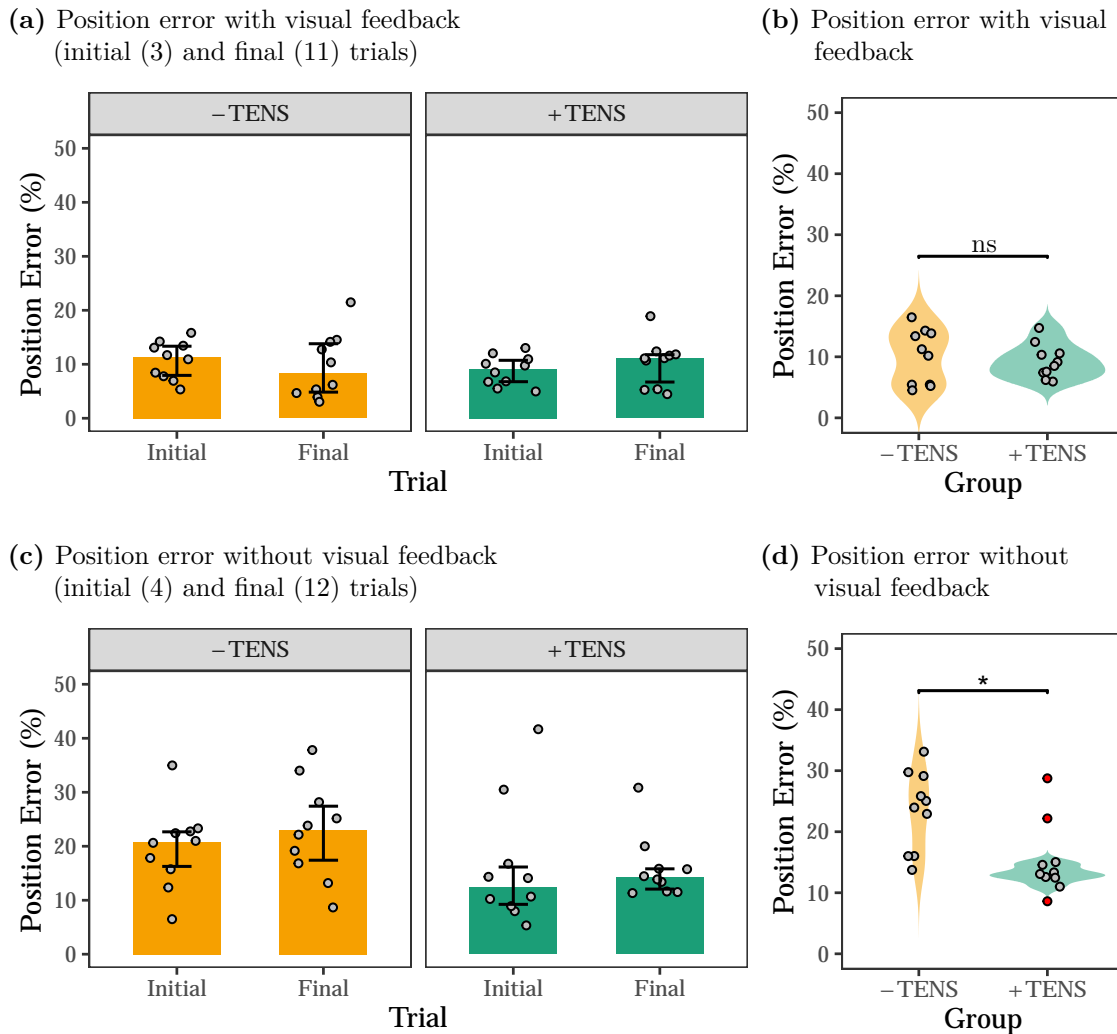 (a) Position error with visual feedback
(initial (3) and final (11) trials)
−TENS
+TENS
Position Error (%)
50
40
30
20
10
0
Initial
Final
Initial
Final
Trial
(b) Position error with visual
feedback
Position Error (%)
50
40
30
20
10
0
ns
−TENS
+TENS
Group
(c) Position error without visual feedback
(initial (4) and final (12) trials)
−TENS
+TENS
Position Error (%)
50
40
30
20
10
0
Initial
Final
Initial
Final
Trial
(d) Position error without
visual feedback
Position Error (%)
50
40
30
20
10
0
*
−TENS
+TENS
Group